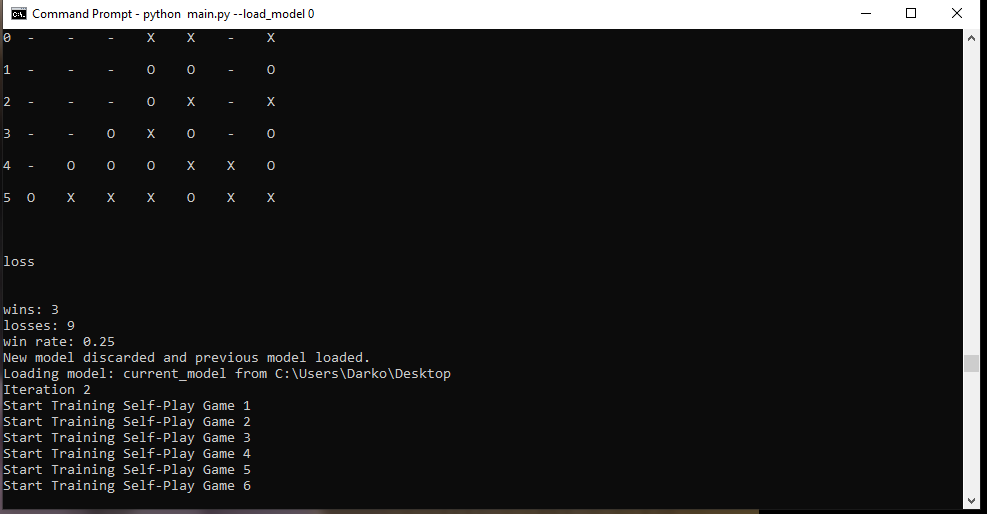 Command Prompt - python main.py --load_model 0
0 - - - X X - X
1 - - - O O - O
2 - - - O X - X
3 - - O X O - O
4 - O O O X X O
5 O X X X O X X
loss
wins: 3
losses: 9
win rate: 0.25
New model discarded and previous model loaded.
Loading model: current_model from C:\Users\Darko\Desktop
Iteration 2
Start Training Self-Play Game 1
Start Training Self-Play Game 2
Start Training Self-Play Game 3
Start Training Self-Play Game 4
Start Training Self-Play Game 5
Start Training Self-Play Game 6